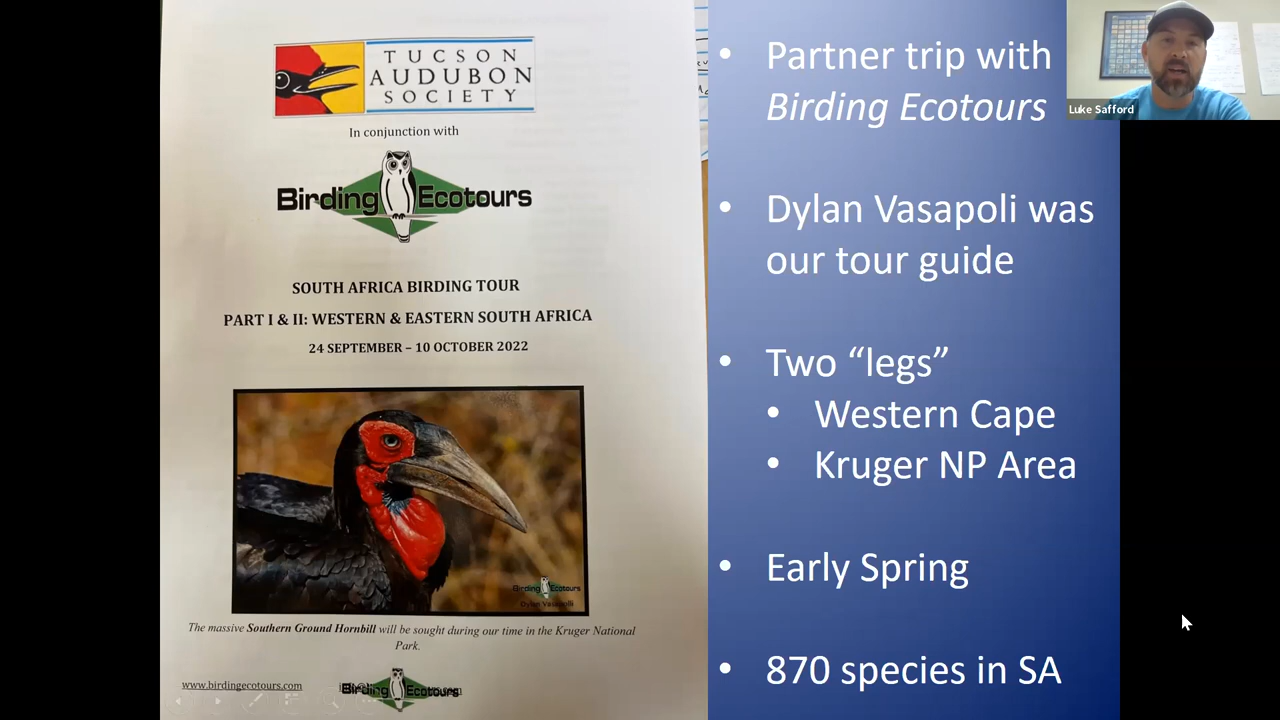 TUCSON
AUDUBON
SOCIETY
In conjunction with
Birding Ecotours
SOUTH AFRICA BIRDING TOUR
PART I & II: WESTERN & EASTERN SOUTH AFRICA
24 SEPTEMBER – 10 OCTOBER 2022
Birding Ecotours
Dylan Vasapolli
The massive Southern Ground Hornbill will be sought during our time in the Kruger National
Park.
www.birdingecotours.com
Birding Ecotours
• Partner trip with
Birding Ecotours
• Dylan Vasapoli was
our tour guide
• Two “legs”
• Western Cape
• Kruger NP Area
• Early Spring
• 870 species in SA
Luke Safford